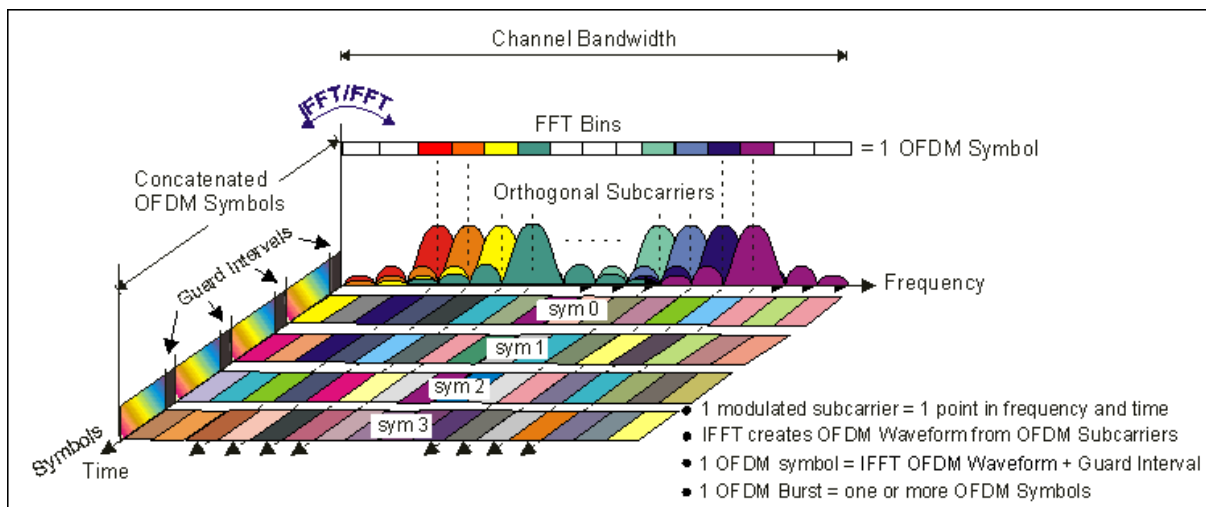 Channel Bandwidth
IFFT/FFT
FFT Bins
= 1 OFDM Symbol
Concatenated
OFDM Symbols
Orthogonal Subcarriers
Guard Intervals
Frequency
sym 0
sym 1
sym 2
sym 3
Symbols
Time
● 1 modulated subcarrier = 1 point in frequency and time
● IFFT creates OFDM Waveform from OFDM Subcarriers
● 1 OFDM symbol = IFFT OFDM Waveform + Guard Interval
● 1 OFDM Burst = one or more OFDM Symbols